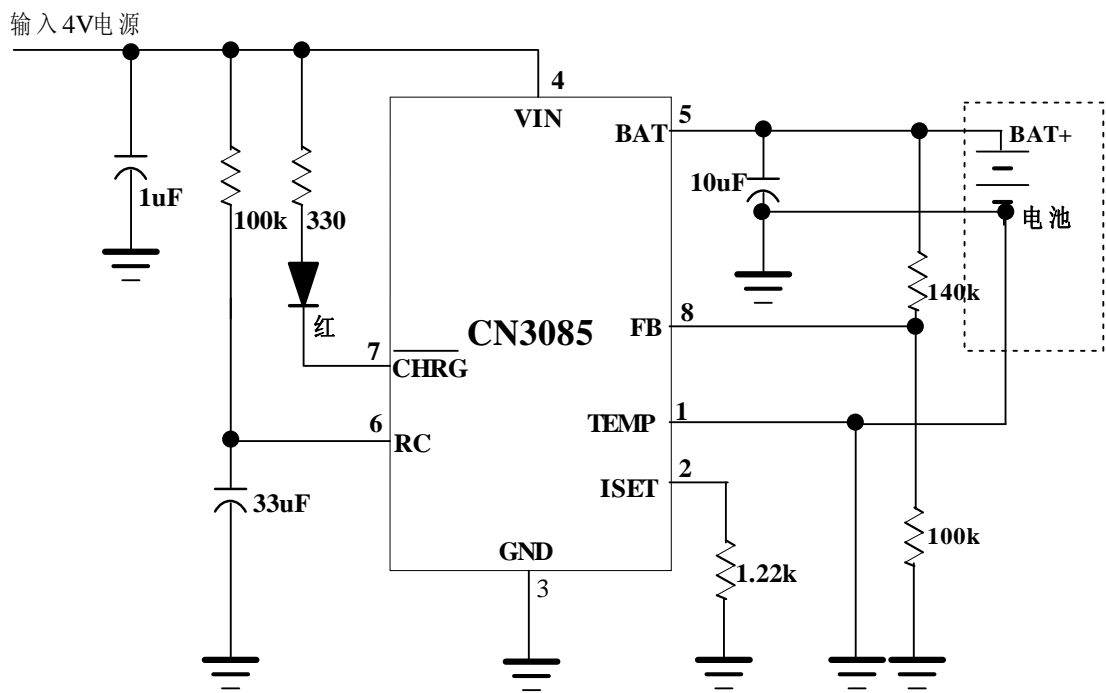 输入4V电源
4
VIN
5
BAT
BAT+
1uF
100k
330
10uF
电池
红
140k
8
FB
CN3085
7
CHRG
1
TEMP
6
RC
2
ISET
33uF
GND
3
1.22k
100k